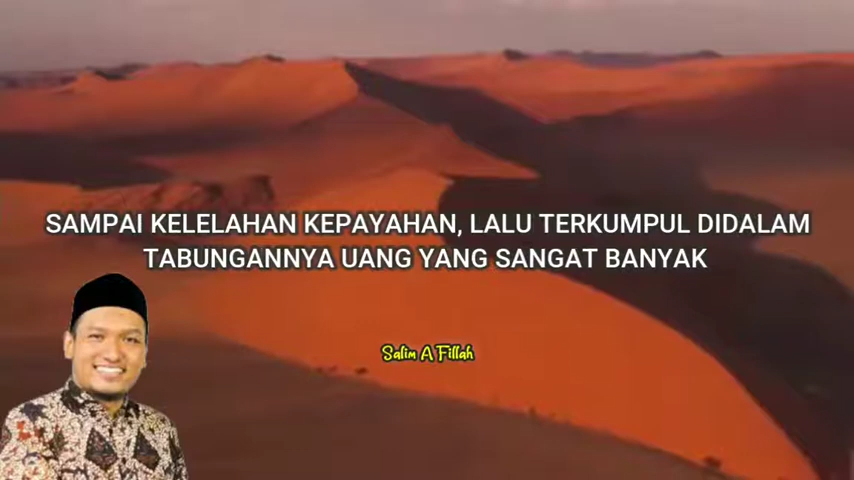 SAMPAI KELELAHAN KEPAYAHAN, LALU TERKUMPUL DIDALAM
TABUNGANNYA UANG YANG SANGAT BANYAK
Salim A Fillah